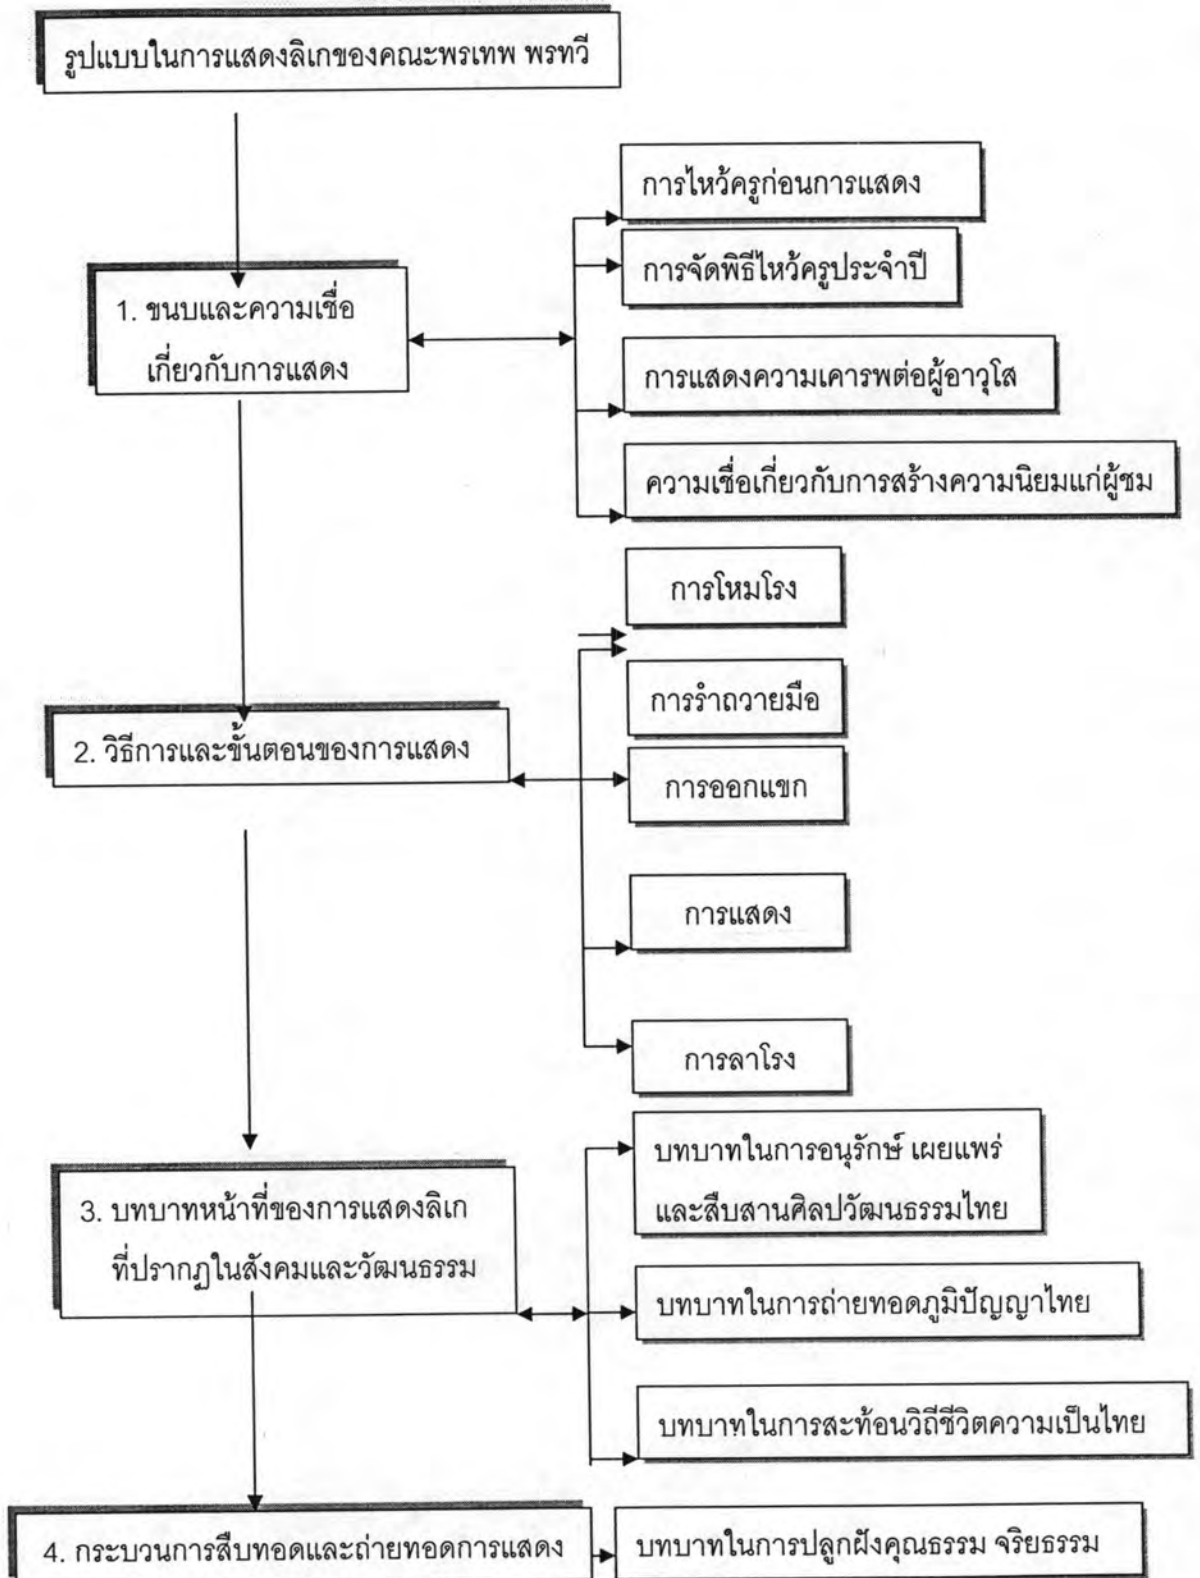 รูปแบบในการแสดงลิเกของคณะพรเทพ พรทวี
การไหว้ครูก่อนการแสดง
การจัดพิธีไหว้ครูประจำปี
1. ขนบและความเชื่อ
เกี่ยวกับการแสดง
การแสดงความเคารพต่อผู้อาวุโส
ความเชื่อเกี่ยวกับการสร้างความนิยมแก่ผู้ชม
การโหมโรง
การรำถวายมือ
2. วิธีการและขั้นตอนของการแสดง
การออกแขก
การแสดง
การลาโรง
บทบาทในการอนุรักษ์ เผยแพร่
และสืบสานศิลปวัฒนธรรมไทย
3. บทบาทหน้าที่ของการแสดงลิเก
ที่ปรากฏในสังคมและวัฒนธรรม
บทบาทในการถ่ายทอดภูมิปัญญาไทย
บทบาทในการสะท้อนวิถีชีวิตความเป็นไทย
4. กระบวนการสืบทอดและถ่ายทอดการแสดง
บทบาทในการปลูกฝังคุณธรรม จริยธรรม